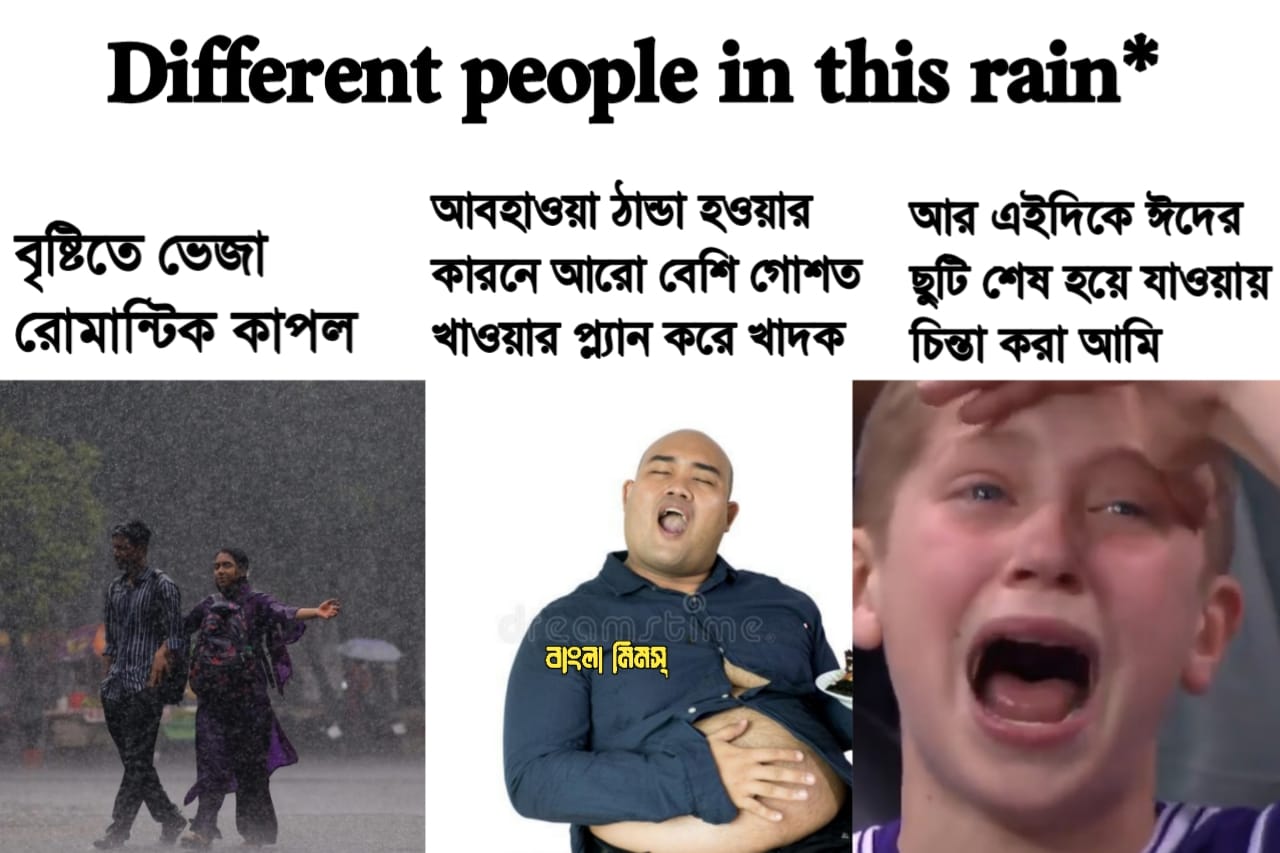 Different people in this rain*
বৃষ্টিতে ভেজা
রোমান্টিক কাপল
আবহাওয়া ঠান্ডা হওয়ার
কারনে আরো বেশি গোশত
খাওয়ার প্ল্যান করে খাদক
আর এইদিকে ঈদের
ছুটি শেষ হয়ে যাওয়ায়
চিন্তা করা আমি
dreamstime.
বাংলা মিমস্